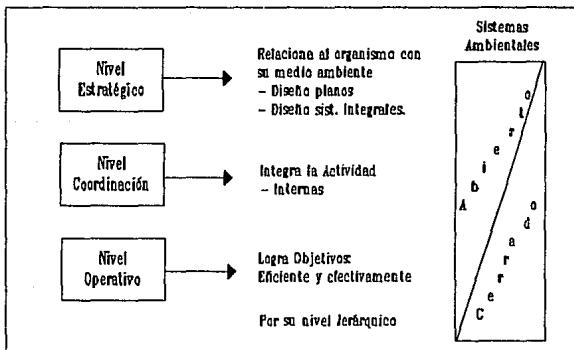 Sistemas
Ambientales
Nivel
Estratégico
Relaciona al organismo con
su medio ambiente
- Diseño planos
- Diseño sist. Integrales.
Nivel
Coordinación
Integra la Actividad
- Internas
Nivel
Operativo
Logra Objetivos:
Eficiente y efectivamente
Por su nivel Jerárquico
Abierto
Cerrado